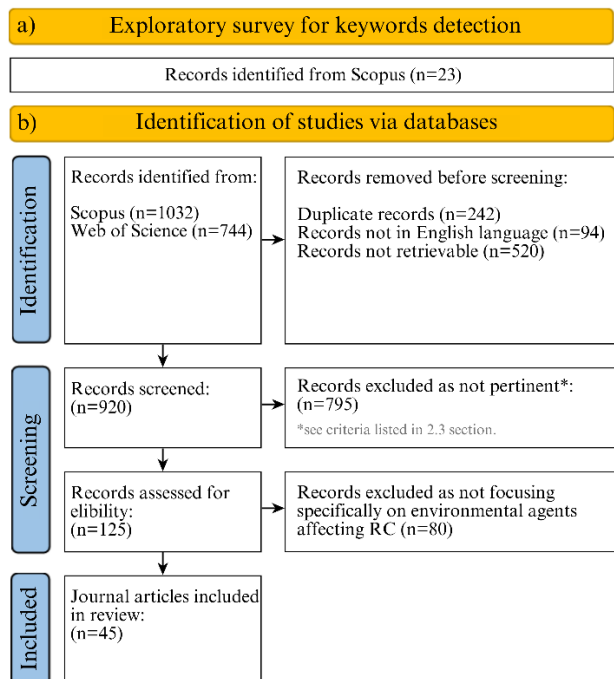 a) Exploratory survey for keywords detection
Records identified from Scopus (n=23)
b) Identification of studies via databases
Identification
Records identified from:
Scopus (n=1032)
Web of Science (n=744)
Records removed before screening:
Duplicate records (n=242)
Records not in English language (n=94)
Records not retrievable (n=520)
Screening
Records screened:
(n=920)
Records excluded as not pertinent*:
(n=795)
*see criteria listed in 2.3 section.
Records assessed for
elibility:
(n=125)
Records excluded as not focusing
specifically on environmental agents
affecting RC (n=80)
Included
Journal articles included
in review:
(n=45)